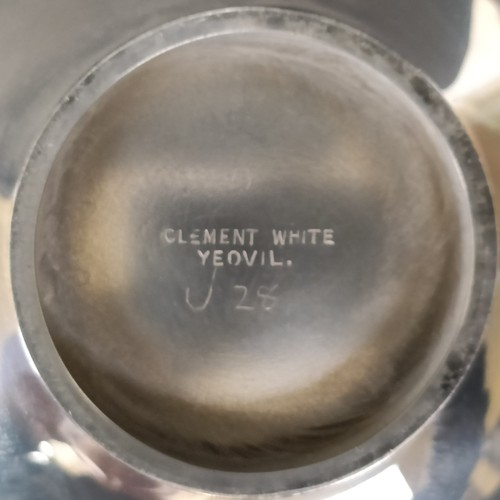 CLEMENT WHITE
YEOVIL.
U 28